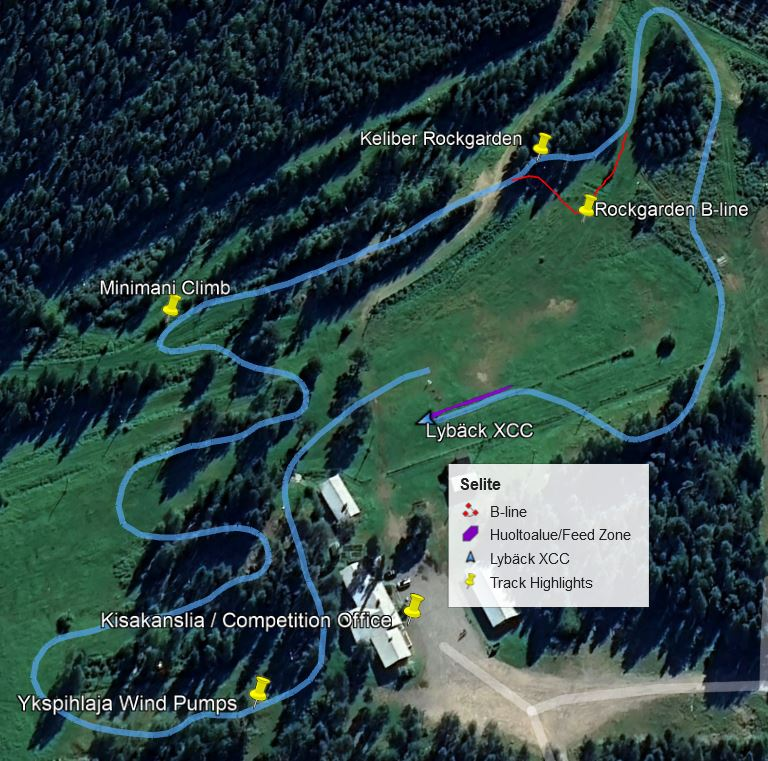 Keliber Rockgarden
Rockgarden B-line
Minimani Climb
Lybäck XCC
Selite
B-line
Huoltoalue/Feed Zone
Lybäck XCC
Track Highlights
Kisakanslia / Competition Office
Ykspihlaja Wind Pumps